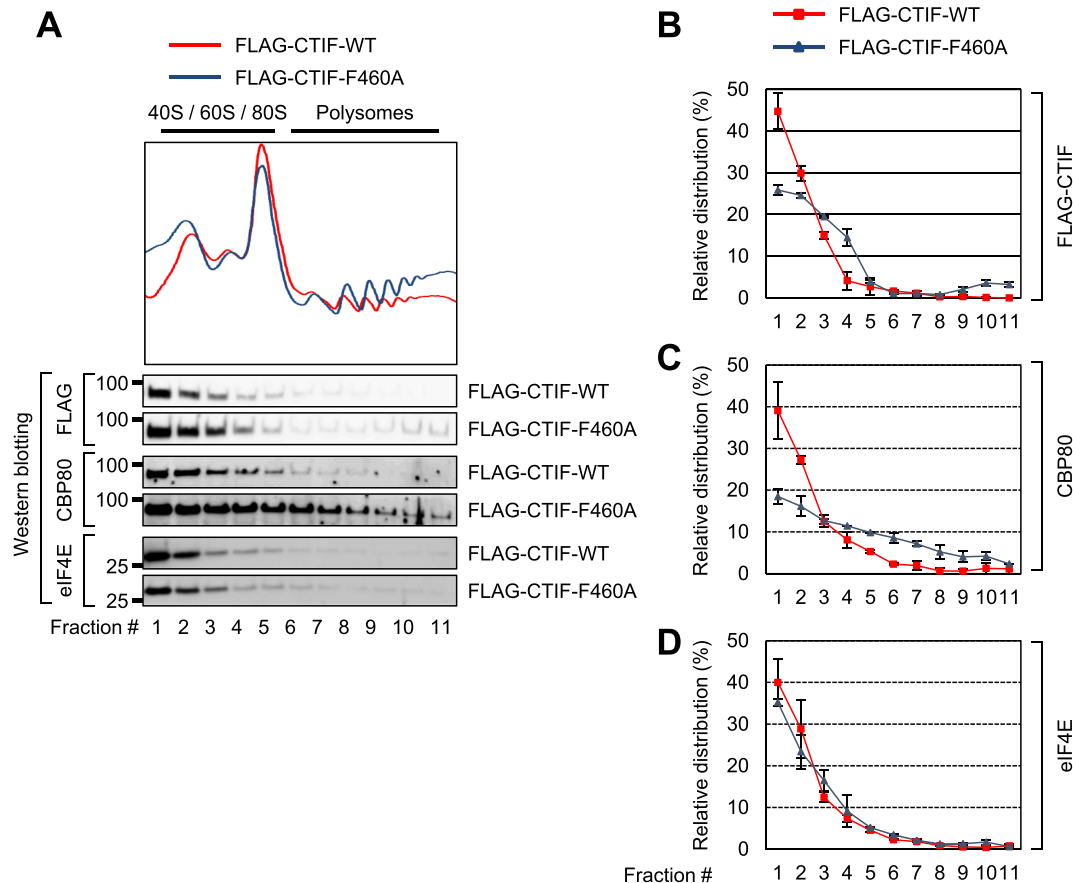 A
FLAG-CTIF-WT
FLAG-CTIF-F460A
40S / 60S / 80S Polysomes
Western blotting
FLAG
100
FLAG-CTIF-WT
100
FLAG-CTIF-F460A
CBP80
100
FLAG-CTIF-WT
100
FLAG-CTIF-F460A
eIF4E
25
FLAG-CTIF-WT
25
FLAG-CTIF-F460A
Fraction # 1 2 3 4 5 6 7 8 9 10 11
B
FLAG-CTIF-WT
FLAG-CTIF-F460A
Relative distribution (%)
50
40
30
20
10
0
1 2 3 4 5 6 7 8 9 10 11
FLAG-CTIF
C
Relative distribution (%)
50
40
30
20
10
0
1 2 3 4 5 6 7 8 9 10 11
CBP80
D
Relative distribution (%)
50
40
30
20
10
0
Fraction # 1 2 3 4 5 6 7 8 9 10 11
eIF4E